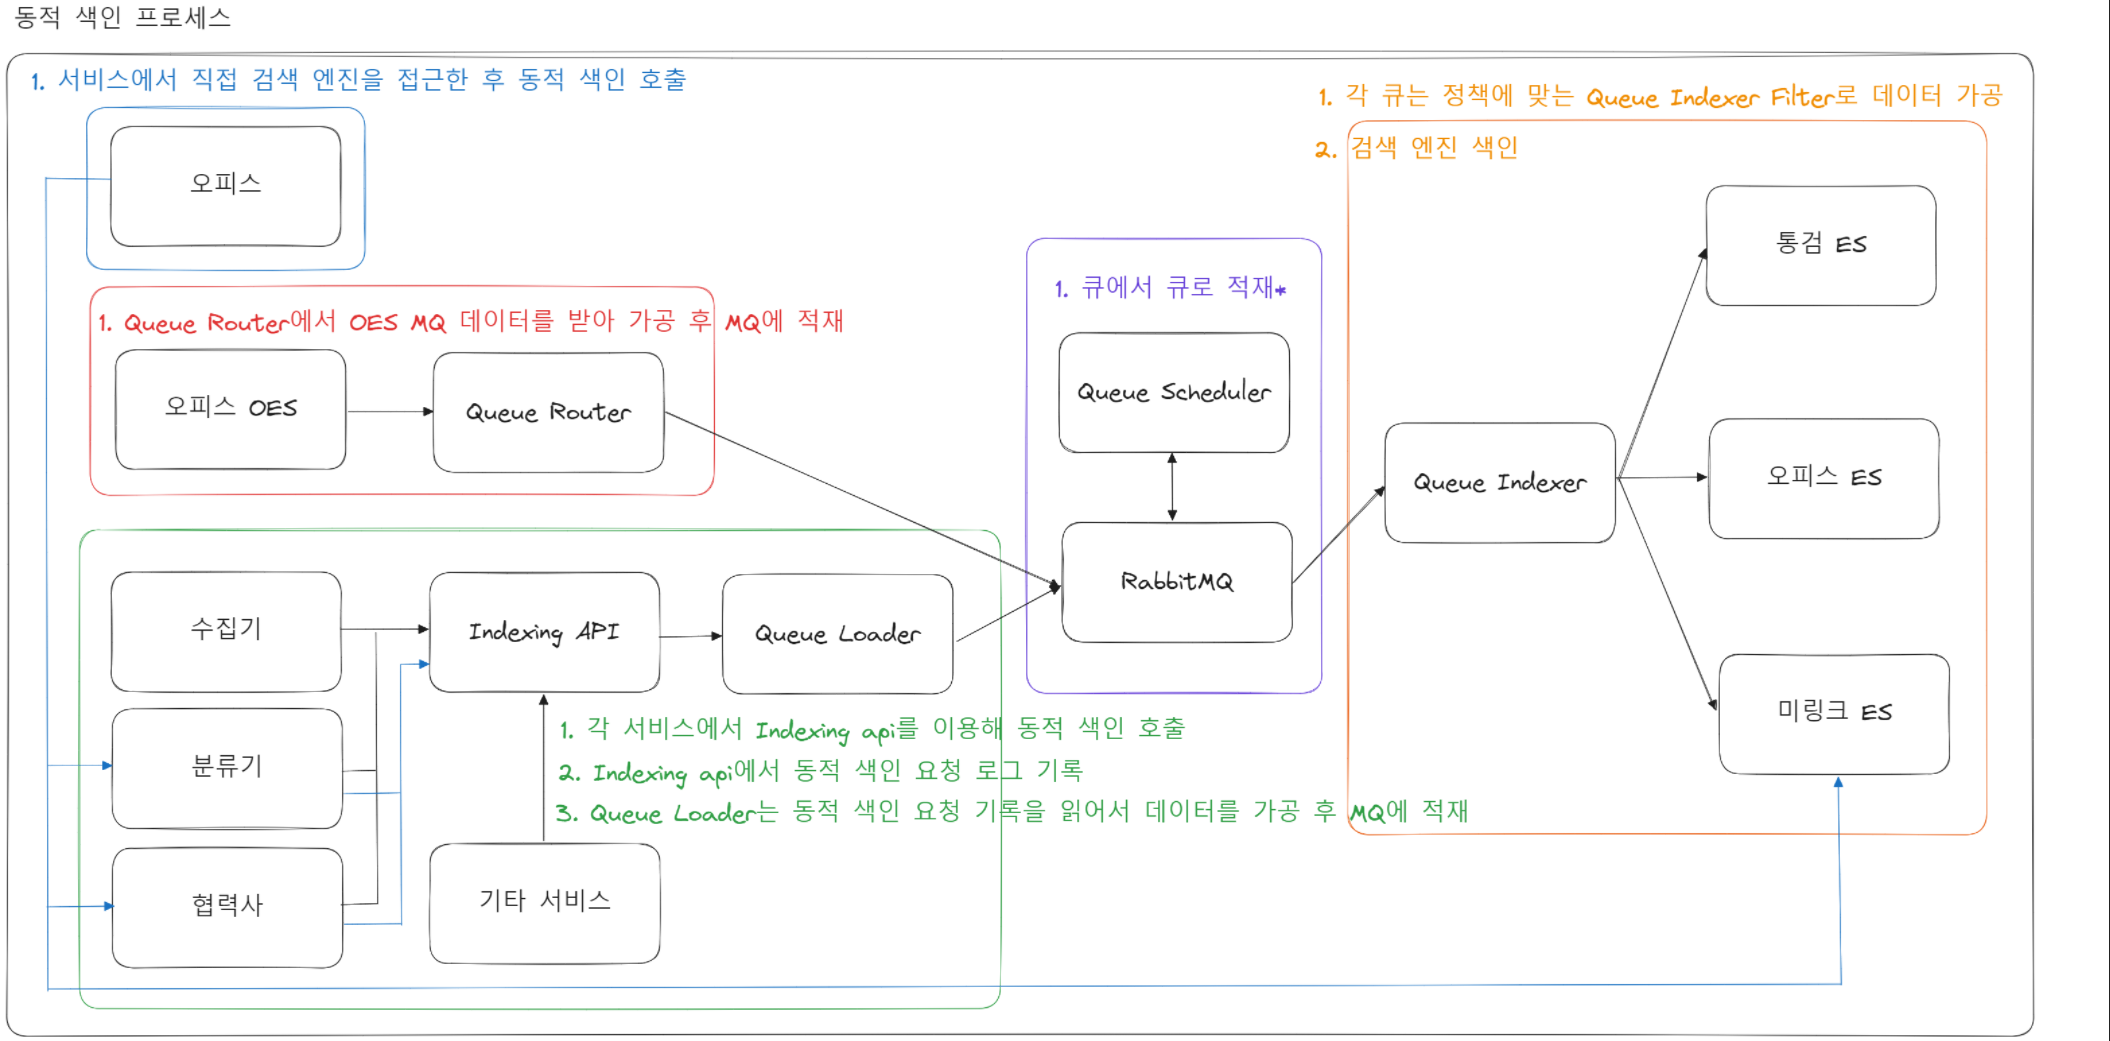 동적 색인 프로세스
1. 서비스에서 직접 검색 엔진을 접근한 후 동적 색인 호출
오피스
1. Queue Router에서 OES MQ 데이터를 받아 가공 후 MQ에 적재
오피스 OES
Queue Router
수집기
Indexing API
Queue Loader
분류기
협력사
기타 서비스
1. 각 서비스에서 Indexing api를 이용해 동적 색인 호출
2. Indexing api에서 동적 색인 요청 로그 기록
3. Queue Loader는 동적 색인 요청 기록을 읽어서 데이터를 가공 후 MQ에 적재
1. 큐에서 큐로 적재*
Queue Scheduler
RabbitMQ
1. 각 큐는 정책에 맞는 Queue Indexer Filter로 데이터 가공
2. 검색 엔진 색인
Queue Indexer
통검 ES
오피스 ES
미링크 ES